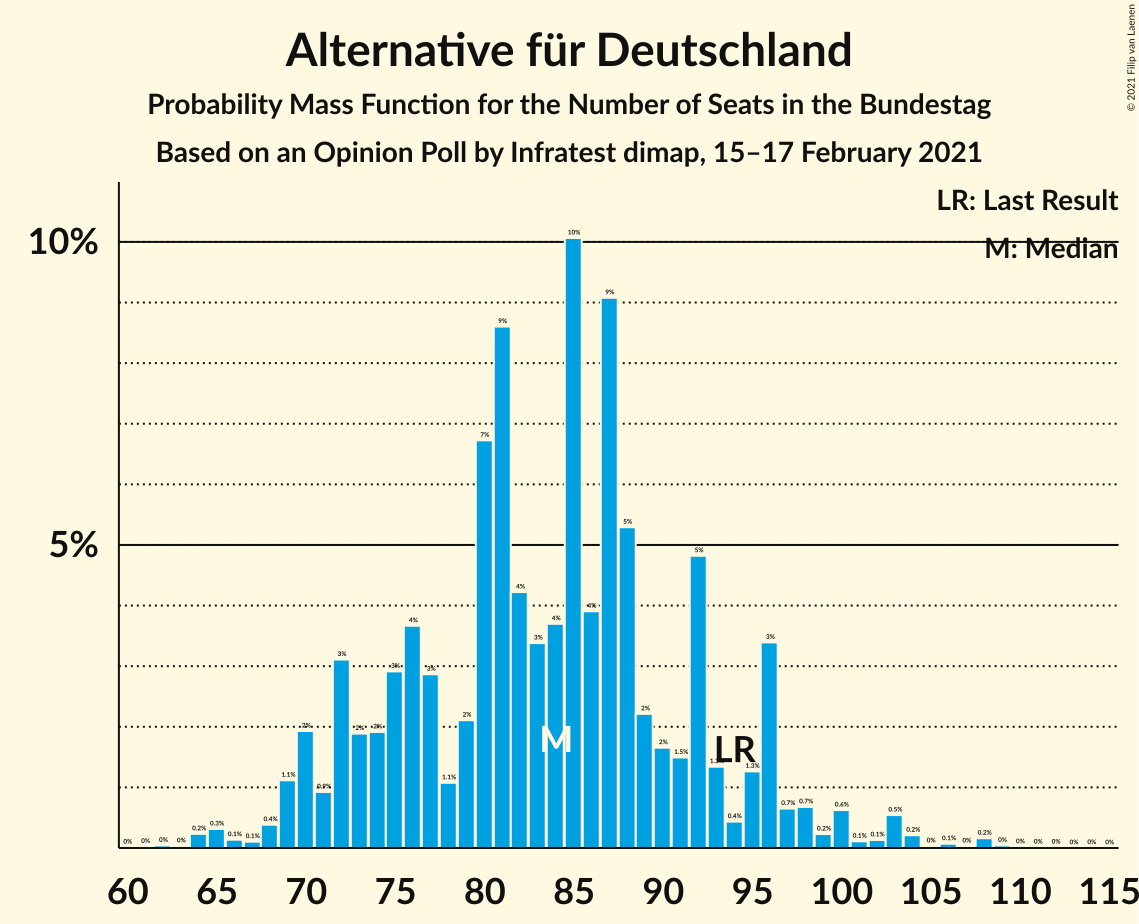 © 2021 Filip van Laenen
Alternative für Deutschland
Probability Mass Function for the Number of Seats in the Bundestag
Based on an Opinion Poll by Infratest dimap, 15–17 February 2021
LR: Last Result
M: Median
10%
5%
0% 0% 0% 0% 0.2% 0.3% 0.1% 0.1% 0.4% 1.1% 2% 0.9% 3% 2% 2% 3% 4% 3% 1.1% 2% 7% 9% 4% 3% 4% 10% 4% 9% 5% 2% 2% 1.5% 5% 1.3% 0.4% 1.3% 3% 0.7% 0.7% 0.2% 0.6% 0.1% 0.1% 0.5% 0.2% 0% 0.1% 0% 0.2% 0% 0% 0% 0% 0% 0% 0%
M
LR
60 65 70 75 80 85 90 95 100 105 110 115